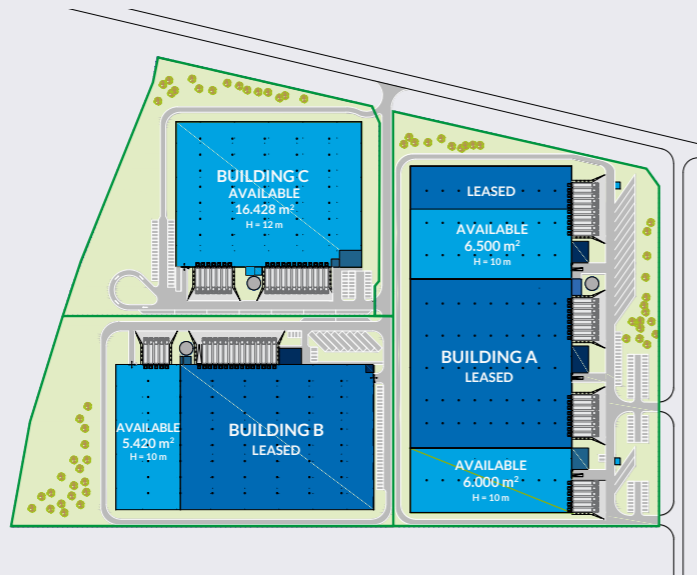 BUILDING C
AVAILABLE
16.428 m²
H = 12 m
LEASED
AVAILABLE
6.500 m²
H = 10 m
BUILDING A
LEASED
AVAILABLE
6.000 m²
H = 10 m
AVAILABLE
5.420 m²
H = 10 m
BUILDING B
LEASED